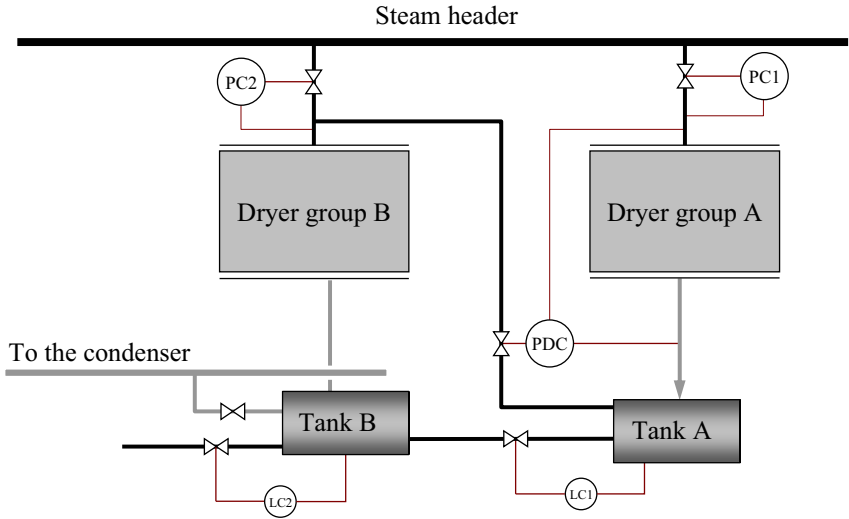 Steam header
PC2
PC1
Dryer group B
Dryer group A
PDC
To the condenser
Tank B
Tank A
LC2
LC1